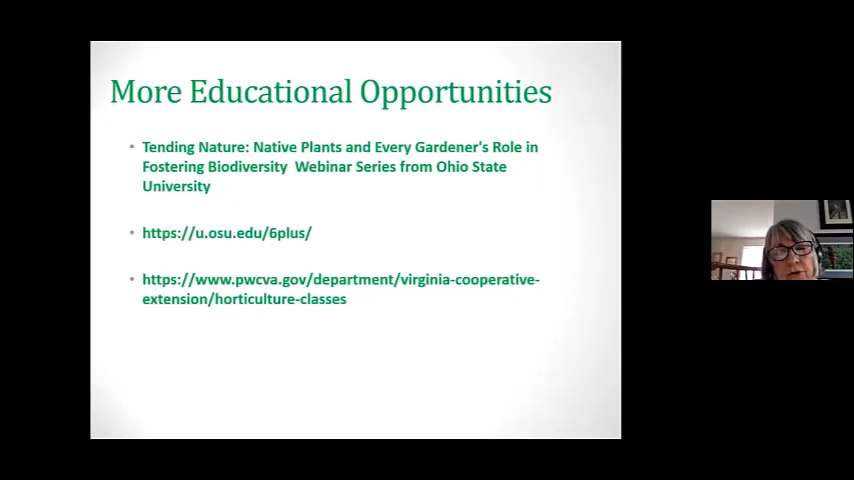 More Educational Opportunities
• Tending Nature: Native Plants and Every Gardener's Role in
Fostering Biodiversity  Webinar Series from Ohio State
University
• https://u.osu.edu/6plus/
• https://www.pwcva.gov/department/virginia-cooperative-
extension/horticulture-classes